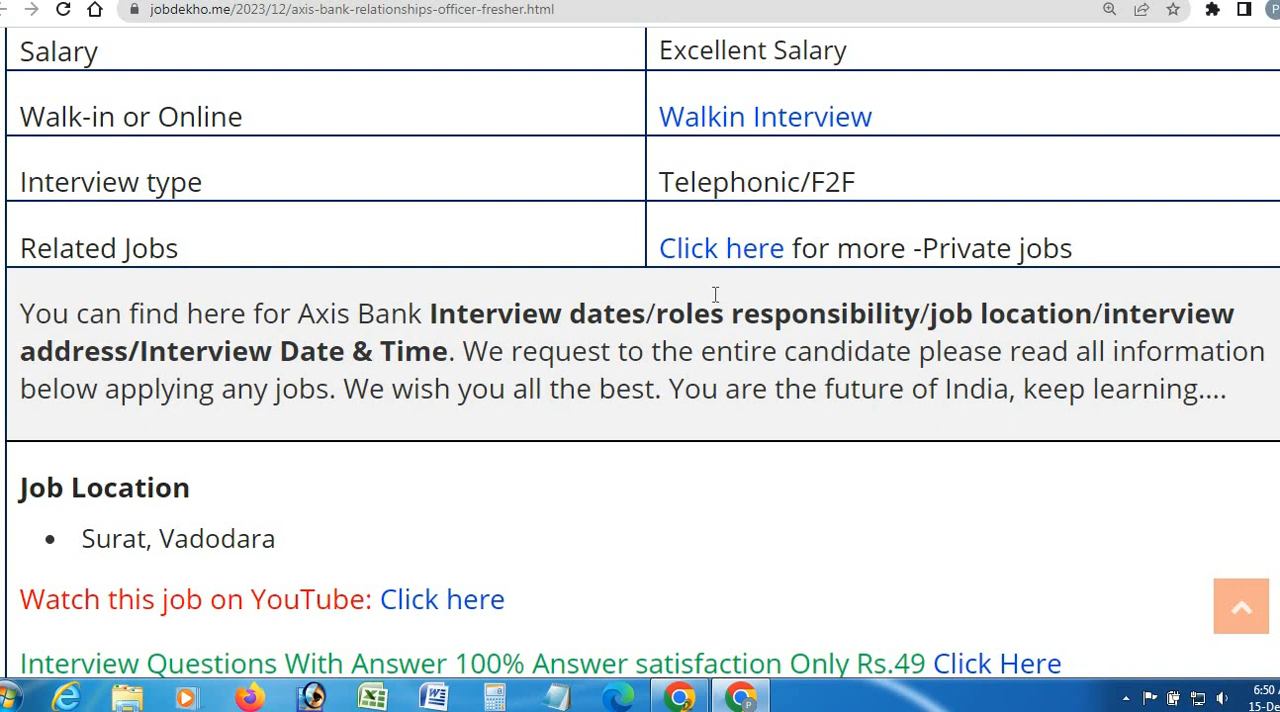 jobdekho.me/2023/12/axis-bank-relationships-officer-fresher.html
P
Salary
Excellent Salary
Walk-in or Online
Walkin Interview
Interview type
Telephonic/F2F
Related Jobs
Click here for more -Private jobs
You can find here for Axis Bank Interview dates/roles responsibility/job location/interview
address/Interview Date & Time. We request to the entire candidate please read all information
below applying any jobs. We wish you all the best. You are the future of India, keep learning....
Job Location
• Surat, Vadodara
Watch this job on YouTube: Click here
Interview Questions With Answer 100% Answer satisfaction Only Rs.49 Click Here
6:50
15-De